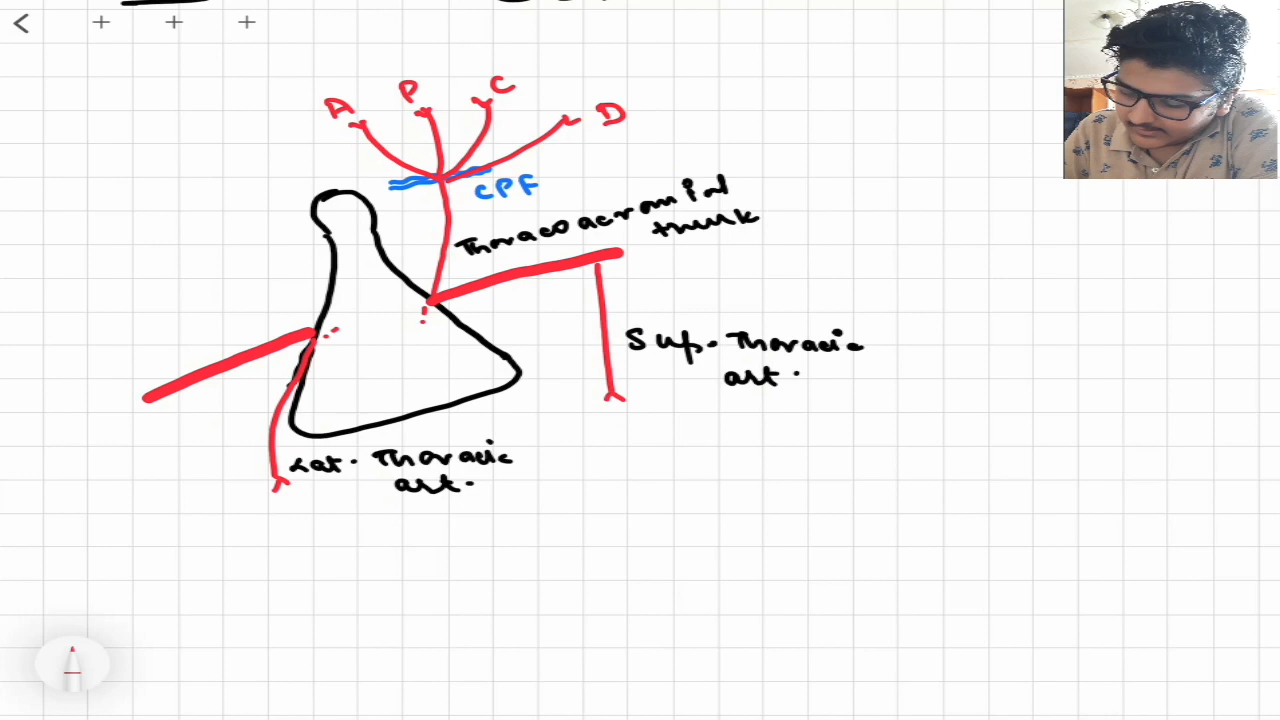 A
P
C
D
CPF
Thoracoacromial
trunk
Sup. Thoracic
art.
Lat. Thoracic
art.